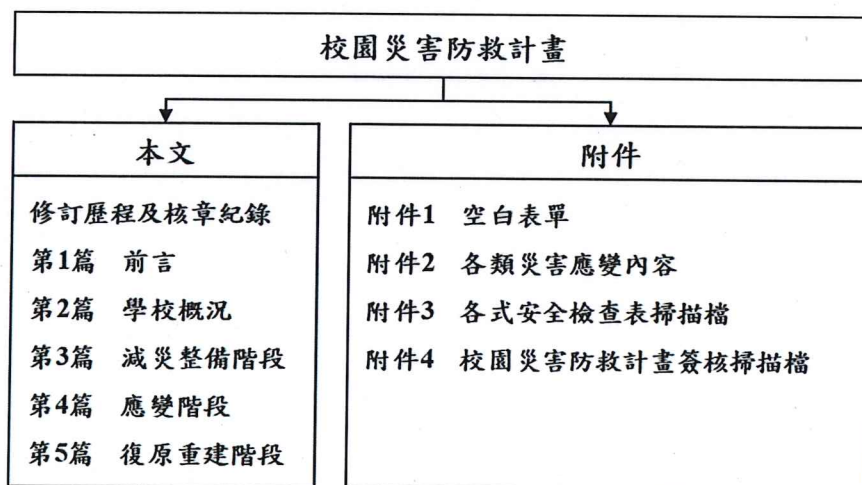 校園災害防救計畫
本文
修訂歷程及核章紀錄
第1篇 前言
第2篇 學校概況
第3篇 減災整備階段
第4篇 應變階段
第5篇 復原重建階段
附件
附件1 空白表單
附件2 各類災害應變內容
附件3 各式安全檢查表掃描檔
附件4 校園災害防救計畫簽核掃描檔